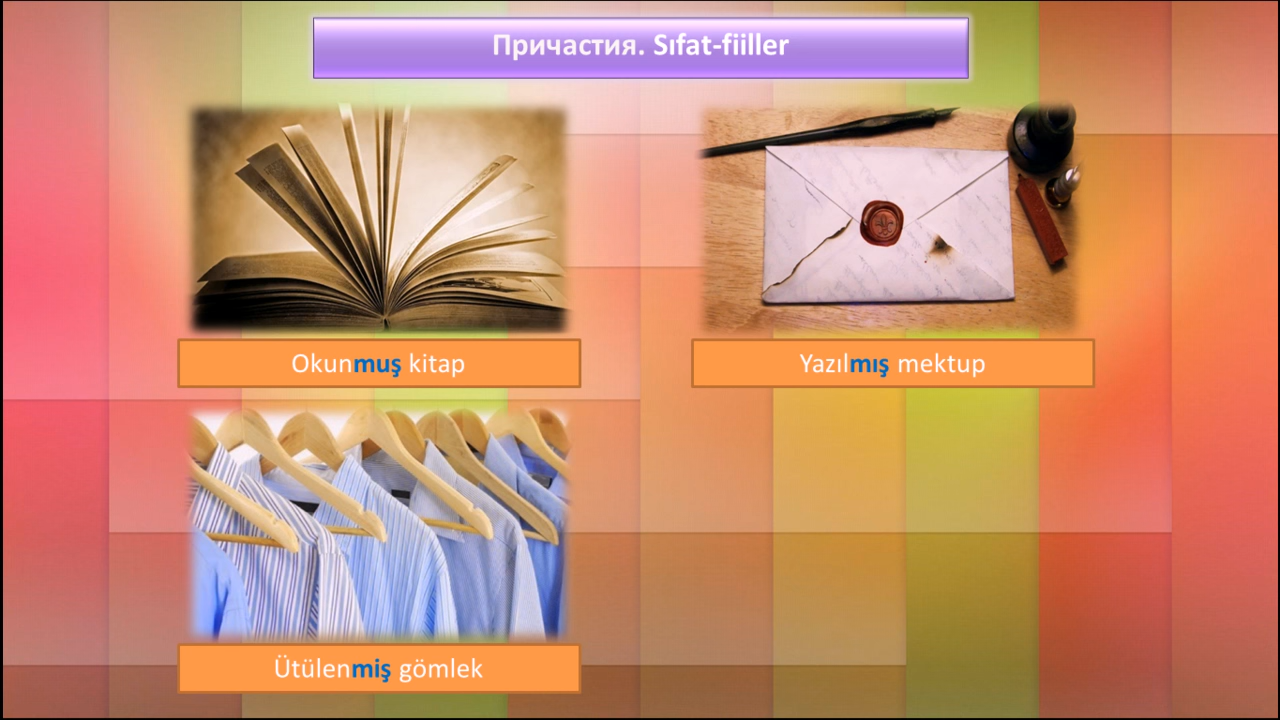 Причастия. Sıfat-fiiller
Okunmuş kitap
Yazılmış mektup
Ütülenmiş gömlek